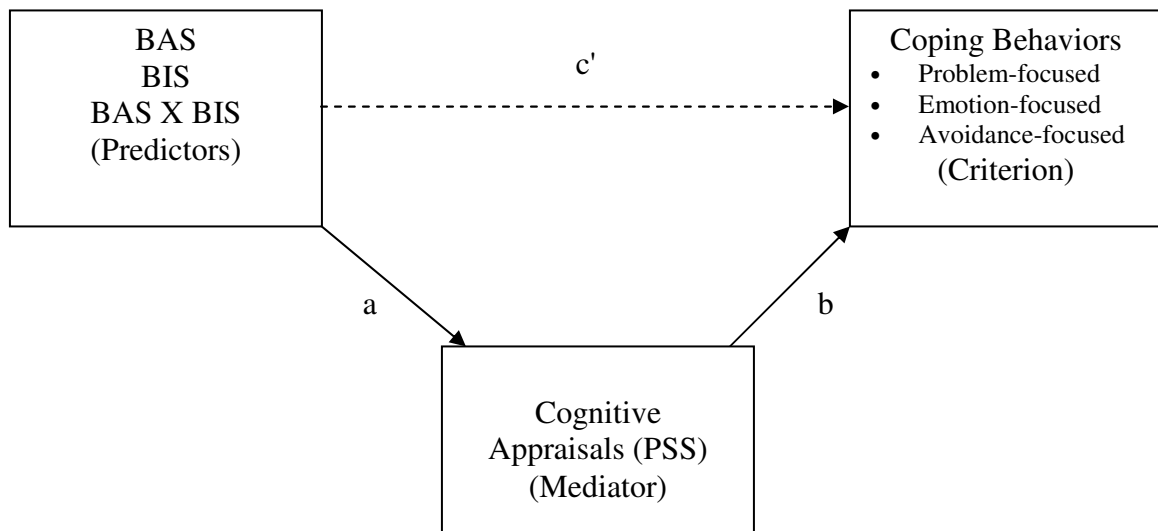 BAS
BIS
BAS X BIS
(Predictors)
c'
Coping Behaviors
• Problem-focused
• Emotion-focused
• Avoidance-focused
(Criterion)
a
b
Cognitive
Appraisals (PSS)
(Mediator)